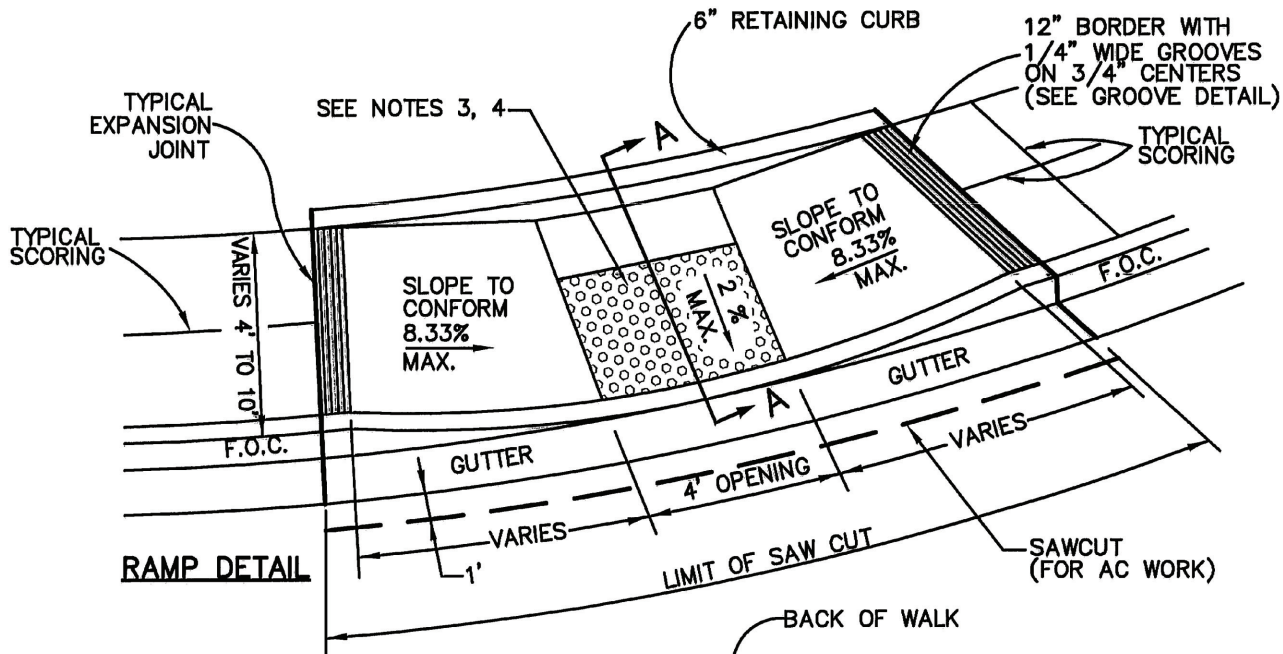 6" RETAINING CURB
12" BORDER WITH
1/4" WIDE GROOVES
ON 3/4" CENTERS
(SEE GROOVE DETAIL)
TYPICAL
EXPANSION
JOINT
SEE NOTES 3, 4
A
TYPICAL
SCORING
TYPICAL
SCORING
VARIES 4' TO 10'
SLOPE TO
CONFORM
8.33%
MAX.
2%
MAX.
SLOPE TO
CONFORM
8.33%
MAX.
F.O.C.
A
F.O.C.
GUTTER
GUTTER
VARIES
4' OPENING
VARIES
1'
RAMP DETAIL
LIMIT OF SAW CUT
SAWCUT
(FOR AC WORK)
BACK OF WALK